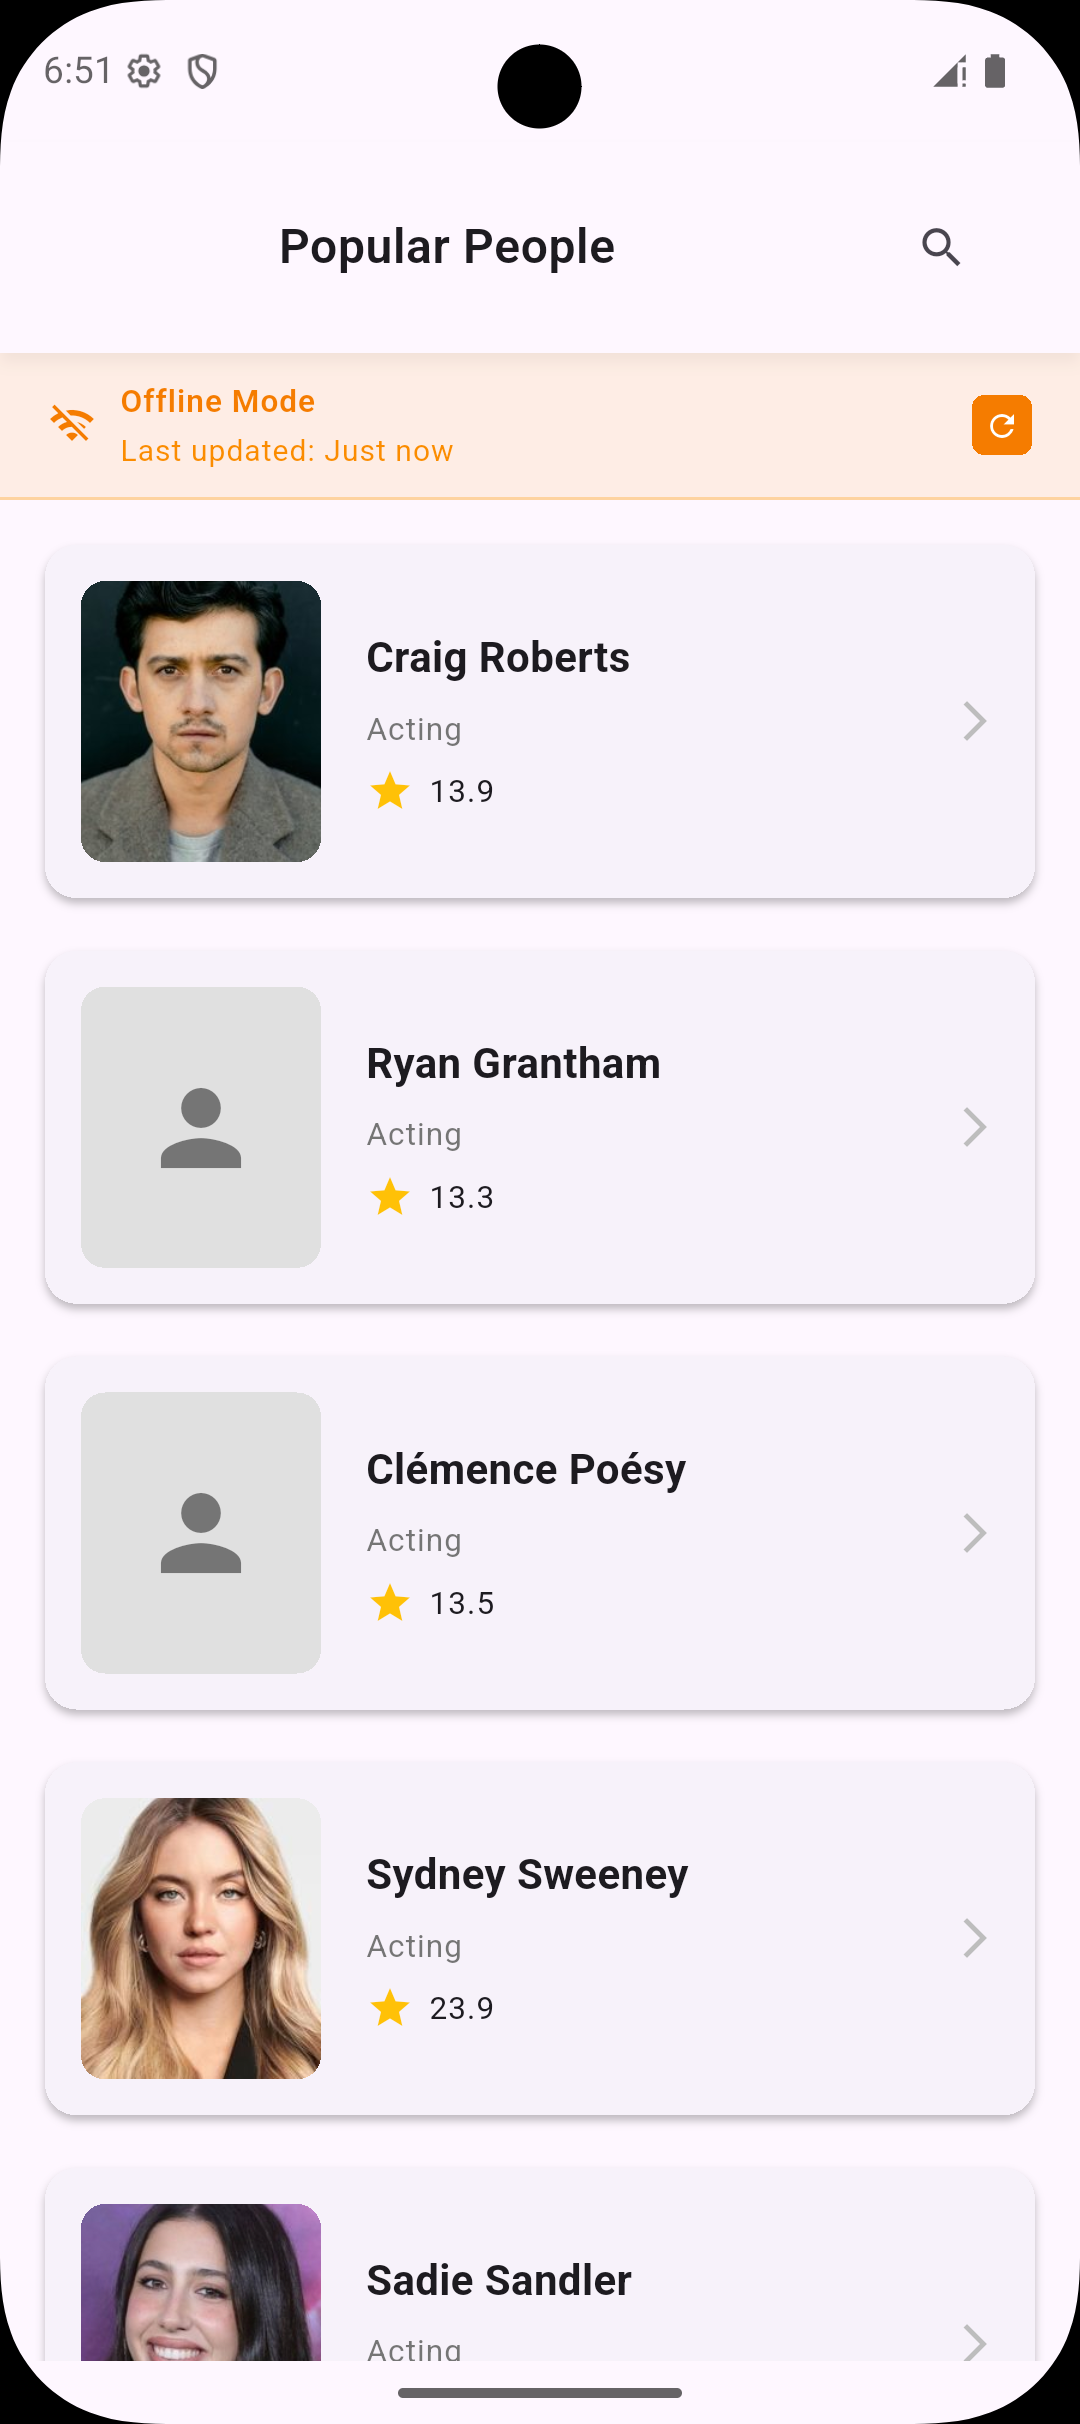 6:51
Popular People
Offline Mode
Last updated: Just now
Craig Roberts
Acting
13.9
Ryan Grantham
Acting
13.3
Clémence Poésy
Acting
13.5
Sydney Sweeney
Acting
23.9
Sadie Sandler
Acting